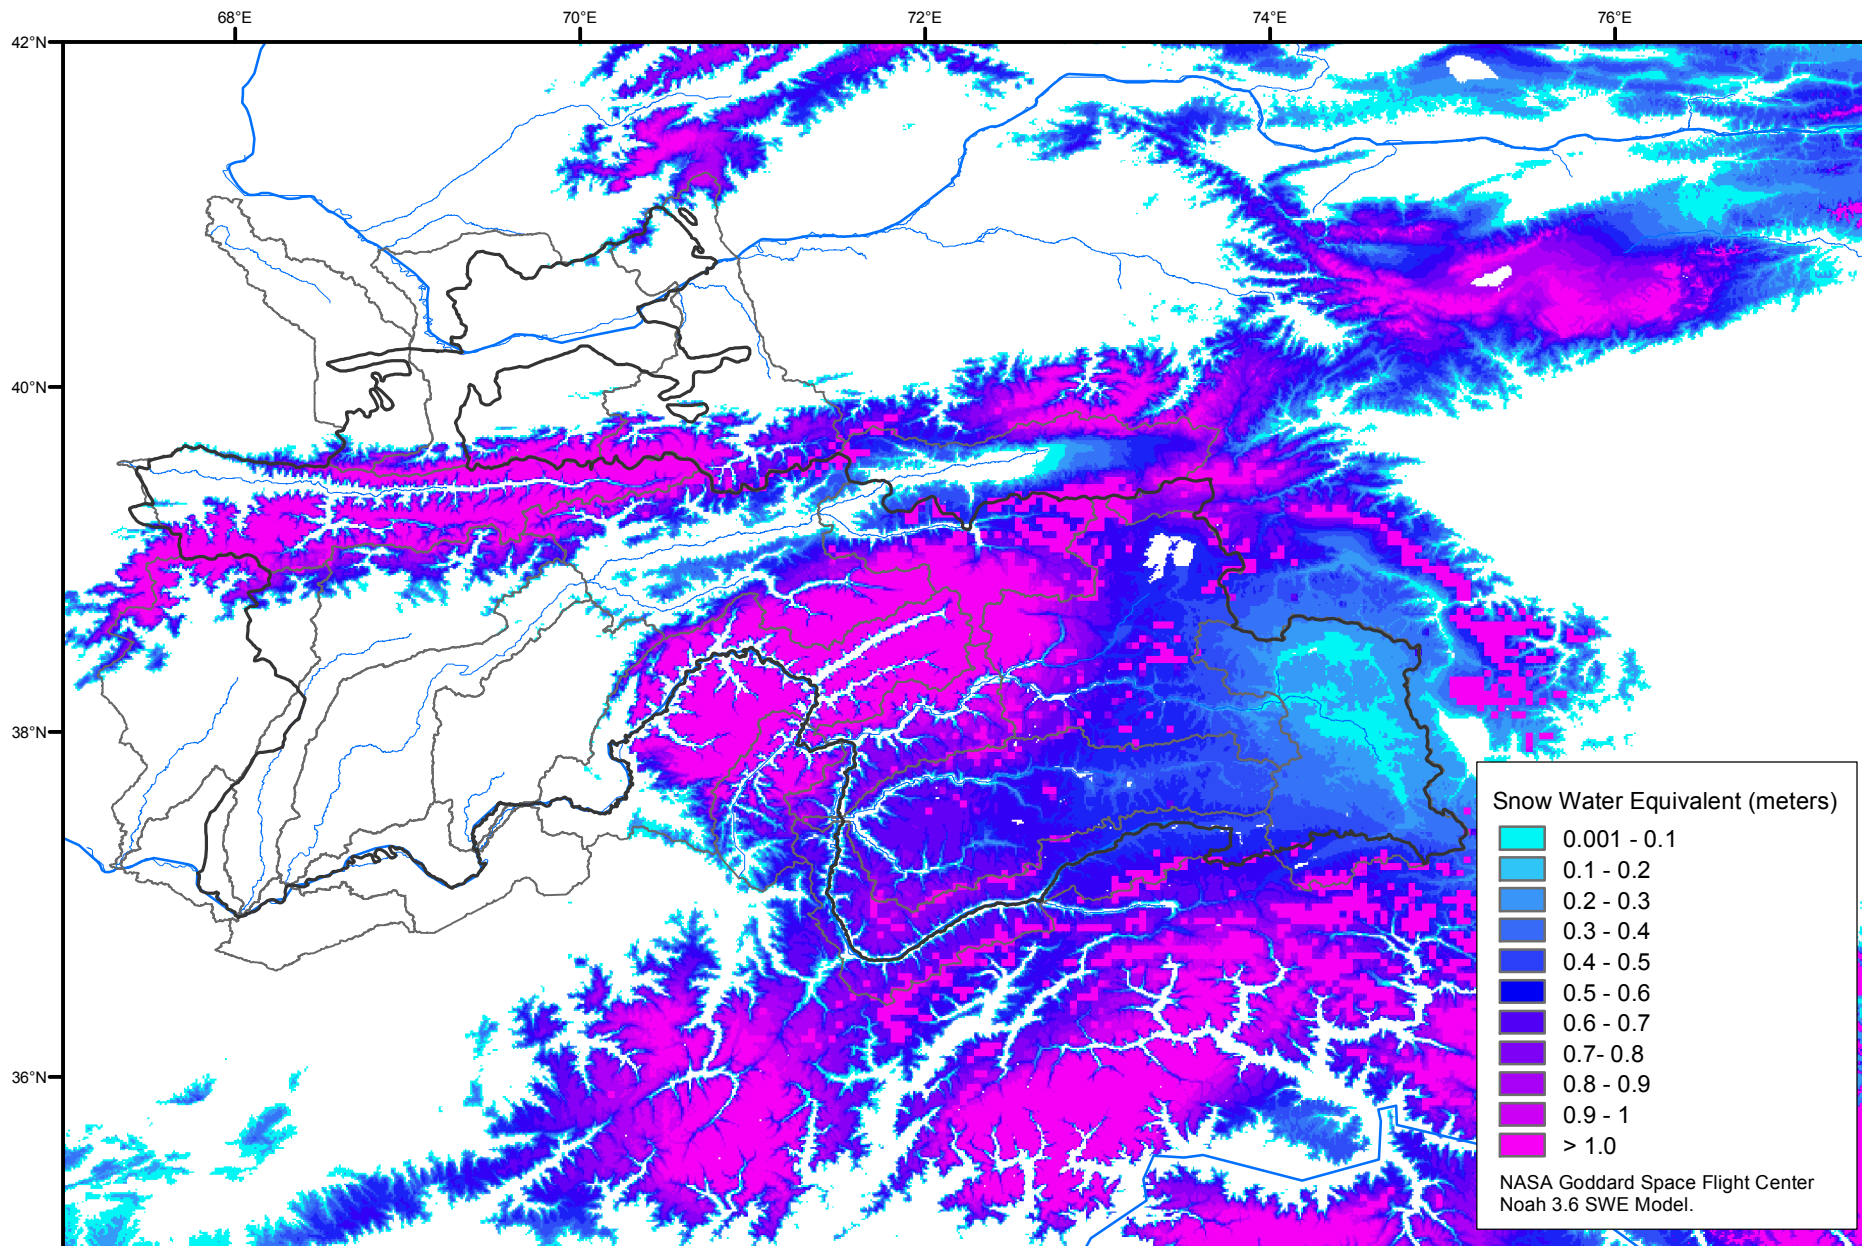 68°E
70°E
72°E
74°E
76°E
42°N
40°N
38°N
36°N
Snow Water Equivalent (meters)
0.001 - 0.1
0.1 - 0.2
0.2 - 0.3
0.3 - 0.4
0.4 - 0.5
0.5 - 0.6
0.6 - 0.7
0.7- 0.8
0.8 - 0.9
0.9 - 1
> 1.0
NASA Goddard Space Flight Center
Noah 3.6 SWE Model.